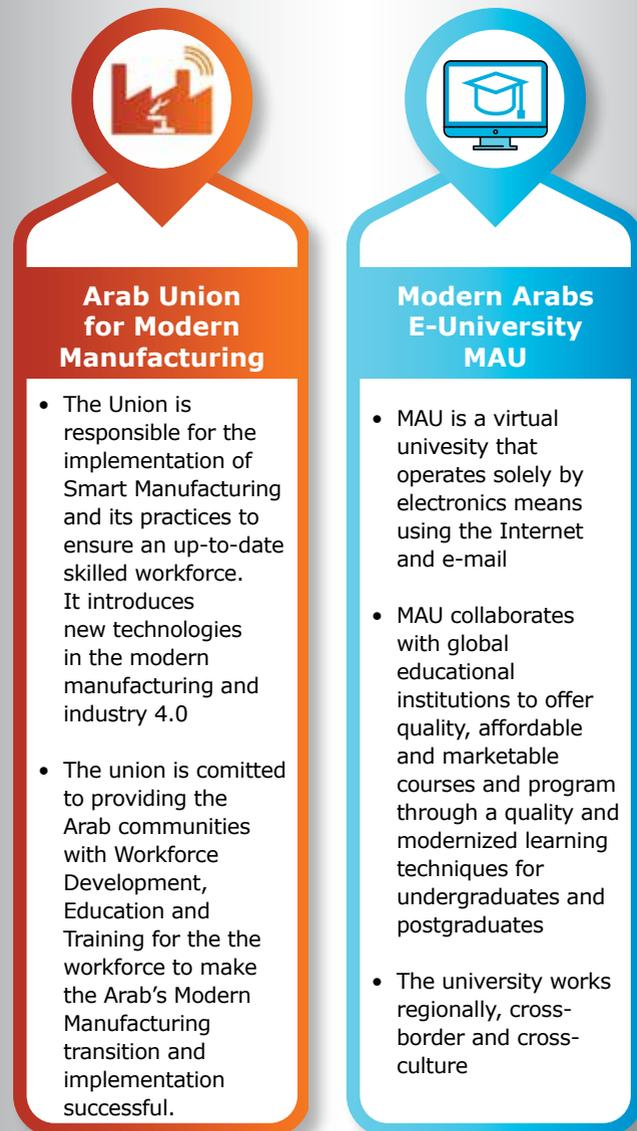 Arab Union
for Modern
Manufacturing
• The Union is
responsible for the
implementation of
Smart Manufacturing
and its practices to
ensure an up-to-date
skilled workforce.
It introduces
new technologies
in the modern
manufacturing and
industry 4.0
• The union is comitted
to providing the
Arab communities
with Workforce
Development,
Education and
Training for the the
workforce to make
the Arab’s Modern
Manufacturing
transition and
implementation
successful.
Modern Arabs
E-University
MAU
• MAU is a virtual
univesity that
operates solely by
electronics means
using the Internet
and e-mail
• MAU collaborates
with global
educational
institutions to offer
quality, affordable
and marketable
courses and program
through a quality and
modernized learning
techniques for
undergraduates and
postgraduates
• The university works
regionally, cross-
border and cross-
culture